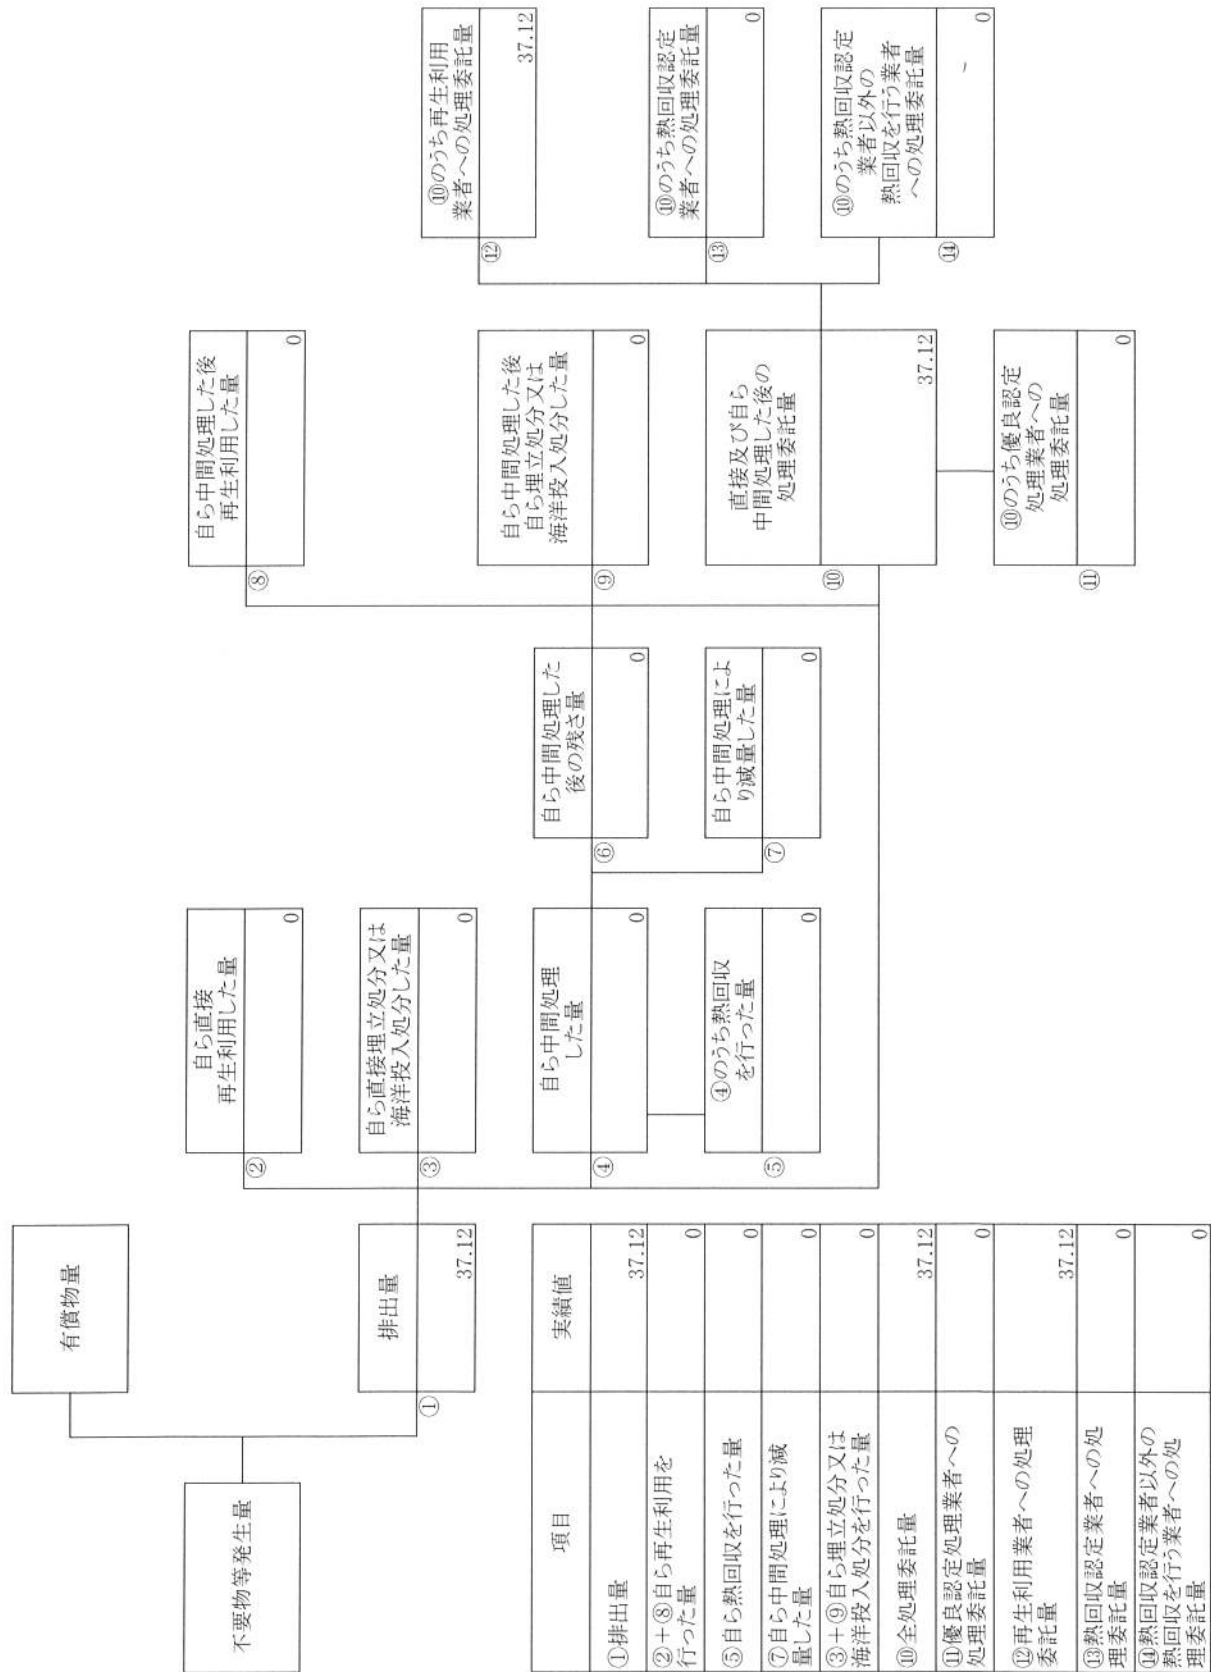 不要物等発生量
有償物量
①
排出量
37.12
②
自ら直接
再生利用した量
0
③
自ら直接埋立処分又は
海洋投入処分した量
0
④
自ら中間処理
した量
0
⑤
④のうち熱回収
を行った量
0
⑥
自ら中間処理した
後の残さ量
0
⑦
自ら中間処理によ
り減量した量
0
⑧
自ら中間処理した後
再生利用した量
0
⑨
自ら中間処理した後
自ら埋立処分又は
海洋投入処分した量
0
⑩
直接及び自ら
中間処理した後の
処理委託量
37.12
⑪
⑩のうち優良認定
処理業者への
処理委託量
0
⑫
⑩のうち再生利用
業者への処理委託量
37.12
⑬
⑩のうち熱回収認定
業者への処理委託量
0
⑭
⑩のうち熱回収認定
業者以外の
熱回収を行う業者
への処理委託量
0
項目
実績値
①排出量
37.12
②+⑧自ら再生利用を
行った量
0
⑤自ら熱回収を行った量
0
⑦自ら中間処理により減
量した量
0
③+⑨自ら埋立処分又は
海洋投入処分を行った量
0
⑩全処理委託量
37.12
⑪優良認定処理業者への
処理委託量
0
⑫再生利用業者への処理
委託量
37.12
⑬熱回収認定業者への処
理委託量
0
⑭熱回収認定業者以外の
熱回収を行う業者への処
理委託量
0